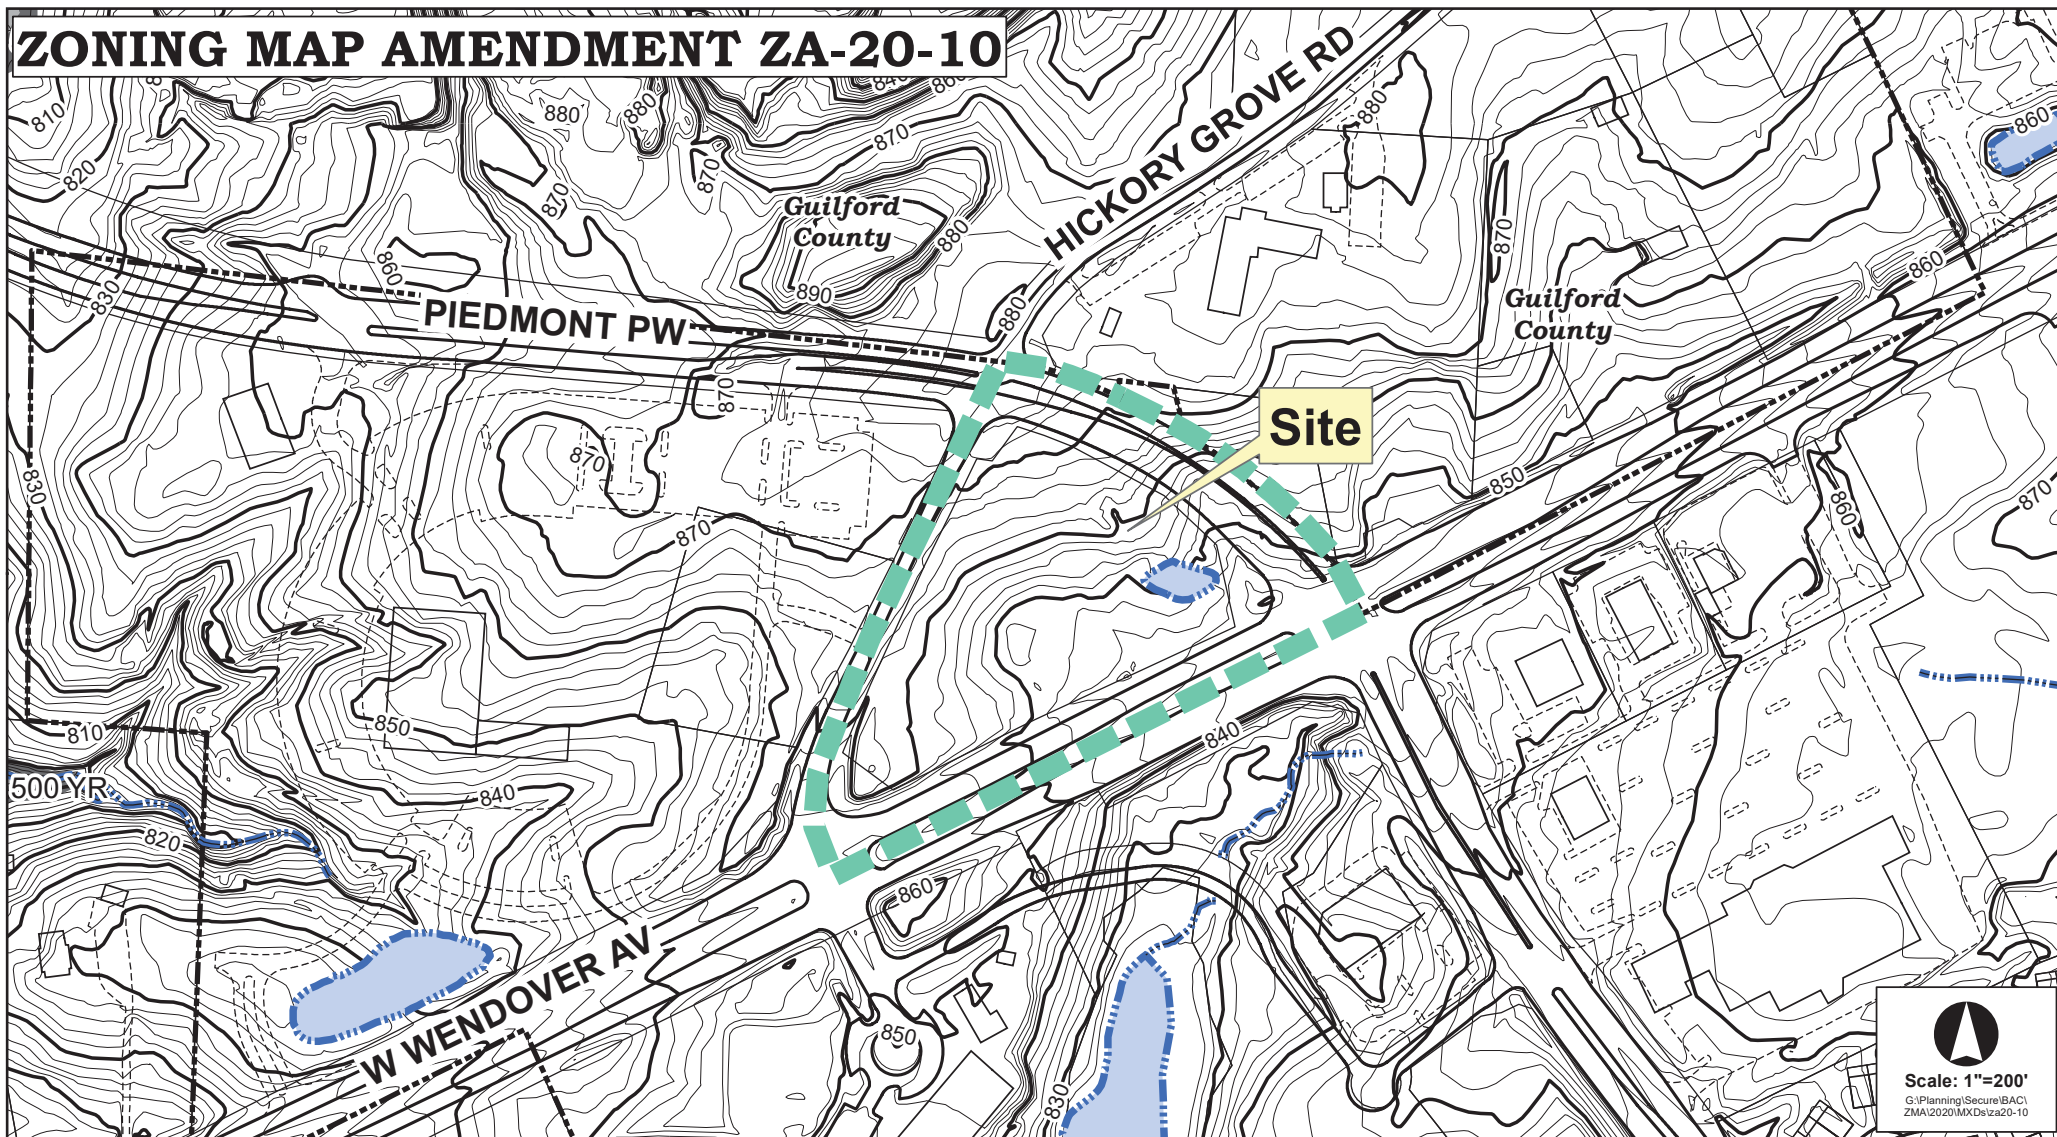 ZONING MAP AMENDMENT ZA-20-10
HICKORY GROVE RD
810
820
830
880
880
840
860
870
870
870
880
860
Guilford
County
880
890
860
880
870
Guilford
County
860
PIEDMONT PW
870
Site
870
830
870
850
860
870
850
810
840
500 YR
840
820
860
W WENDOVER AV
850
830
Scale: 1"=200'
G:\Planning\Secure\BAC\
ZMA\2020\MXDs\za20-10